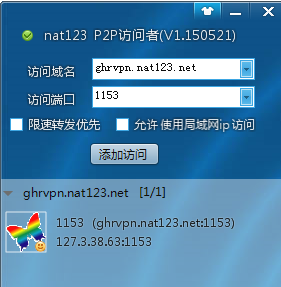 nat123 P2P访问者(V1.150521)
访问域名 ghrvpn.nat123.net
访问端口 1153
限速转发优先 允许使用局域网ip访问
添加访问
ghrvpn.nat123.net [1/1]
1153 (ghrvpn.nat123.net:1153)
127.3.38.63:1153